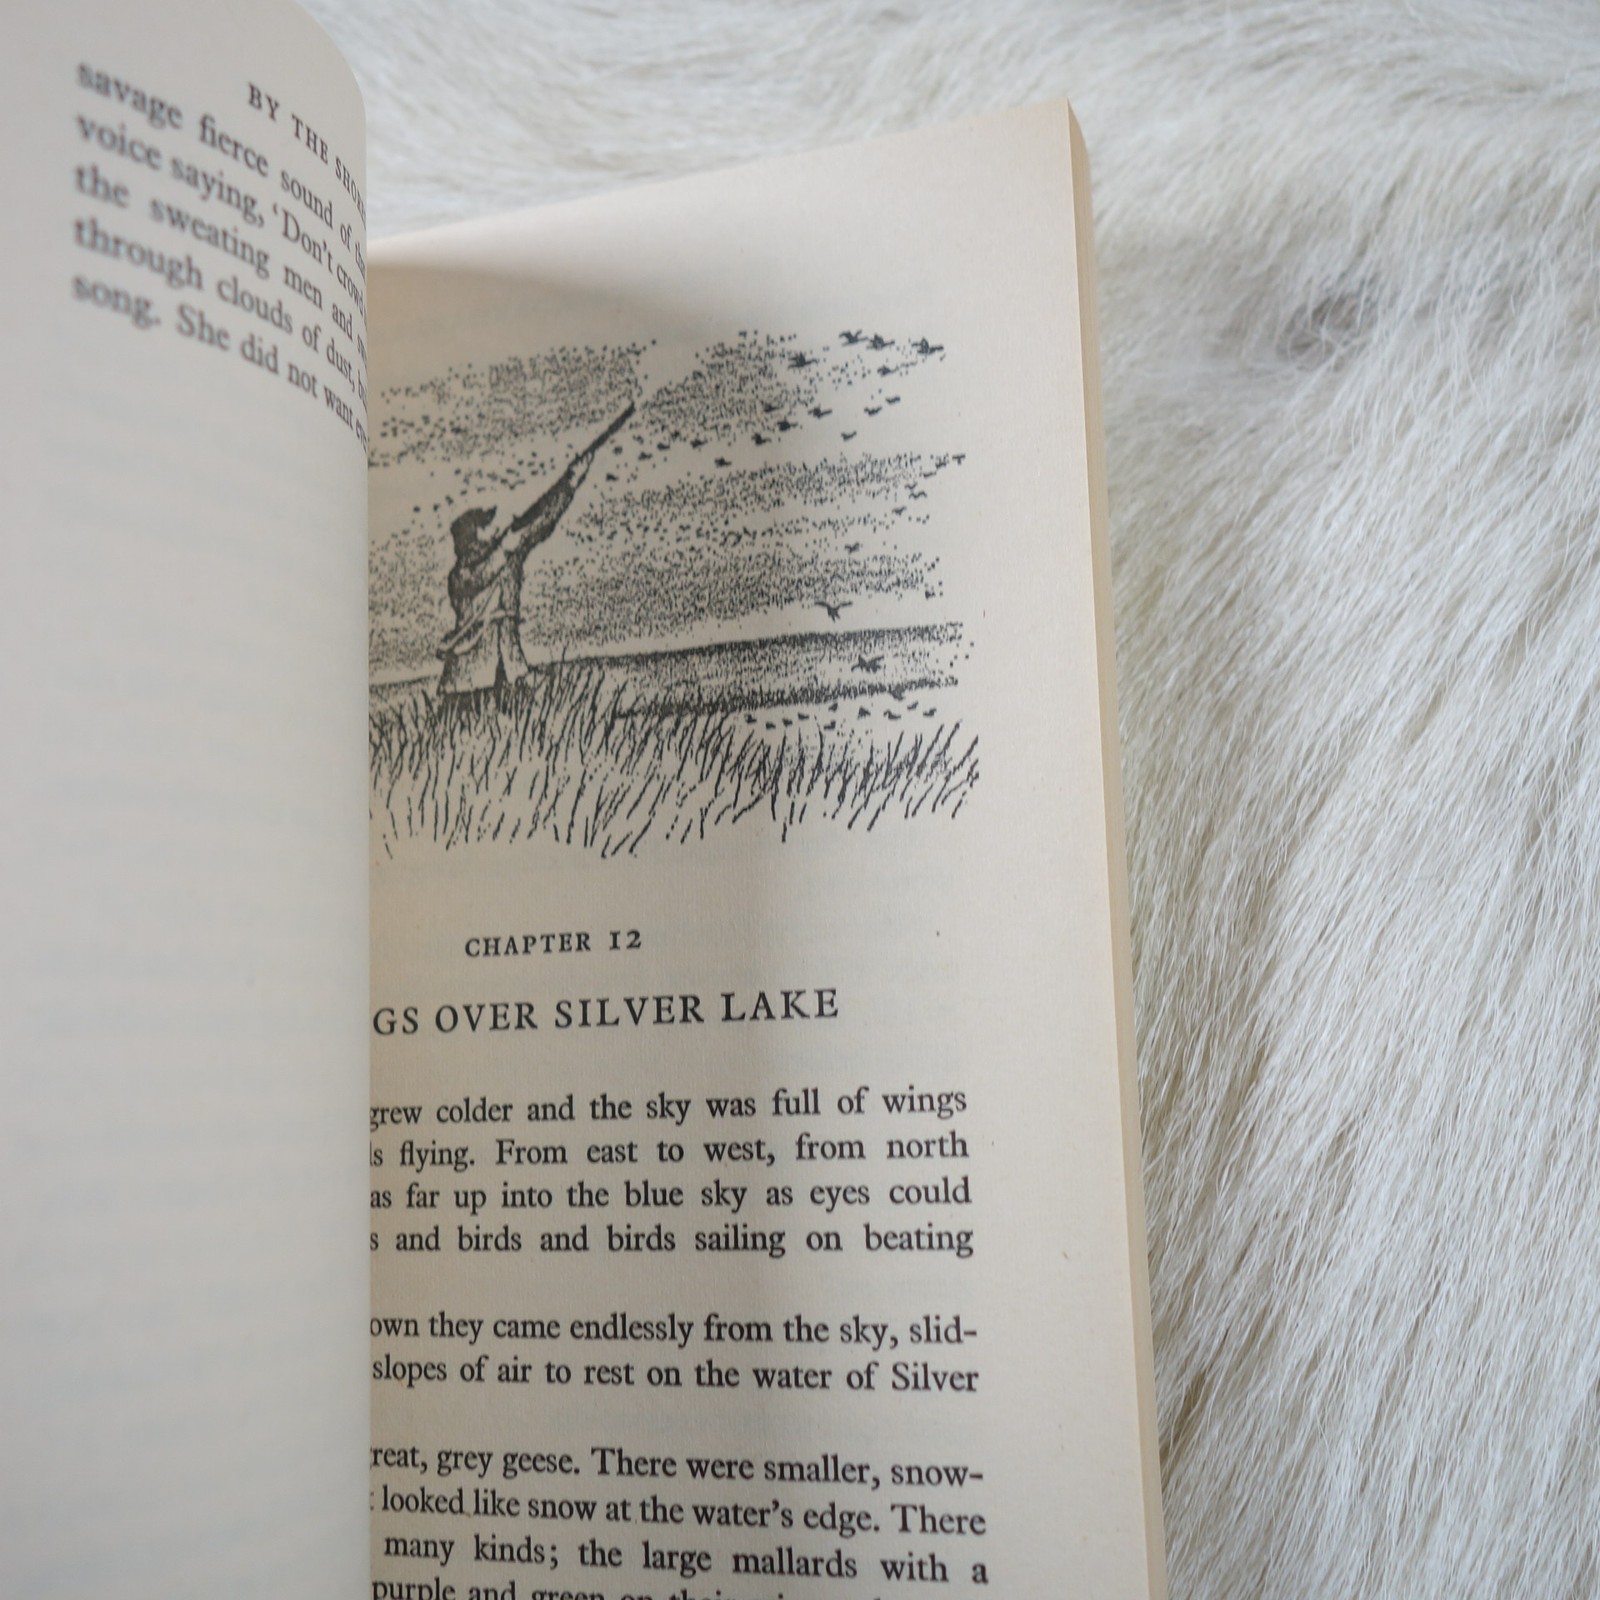 BY THE
savage fierce sound of
voice saying, 'Don't
the sweating men and
through clouds of dust,
song. She did not want
CHAPTER 12
GS OVER SILVER LAKE
grew colder and the sky was full of wings
flying. From east to west, from north
as far up into the blue sky as eyes could
s and birds and birds sailing on beating
own they came endlessly from the sky, slid-
slopes of air to rest on the water of Silver
reat, grey geese. There were smaller, snow-
looked like snow at the water's edge. There
many kinds; the large mallards with a
purple and green on